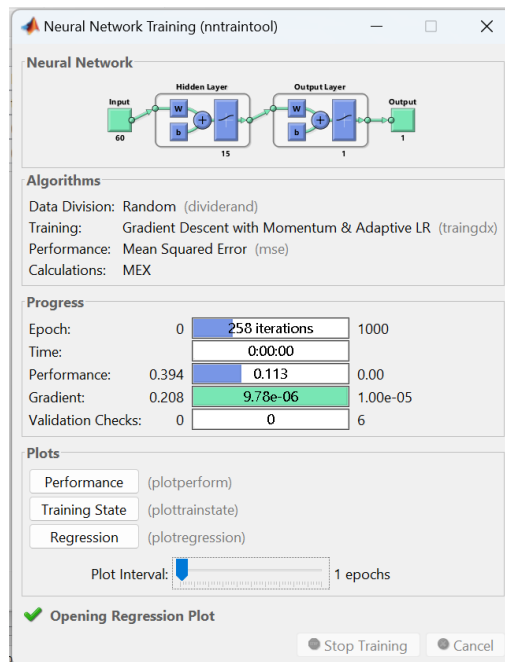 Neural Network Training (nntraintool)
Neural Network
Hidden Layer Output Layer
Input Output
W W
+ +
b b
60 15 1 1
Algorithms
Data Division: Random (dividerand)
Training: Gradient Descent with Momentum & Adaptive LR (traingdx)
Performance: Mean Squared Error (mse)
Calculations: MEX
Progress
Epoch: 0 258 iterations 1000
Time: 0:00:00
Performance: 0.394 0.113 0.00
Gradient: 0.208 9.78e-06 1.00e-05
Validation Checks: 0 0 6
Plots
Performance (plotperform)
Training State (plottrainstate)
Regression (plotregression)
Plot Interval: 1 epochs
Opening Regression Plot
Stop Training Cancel